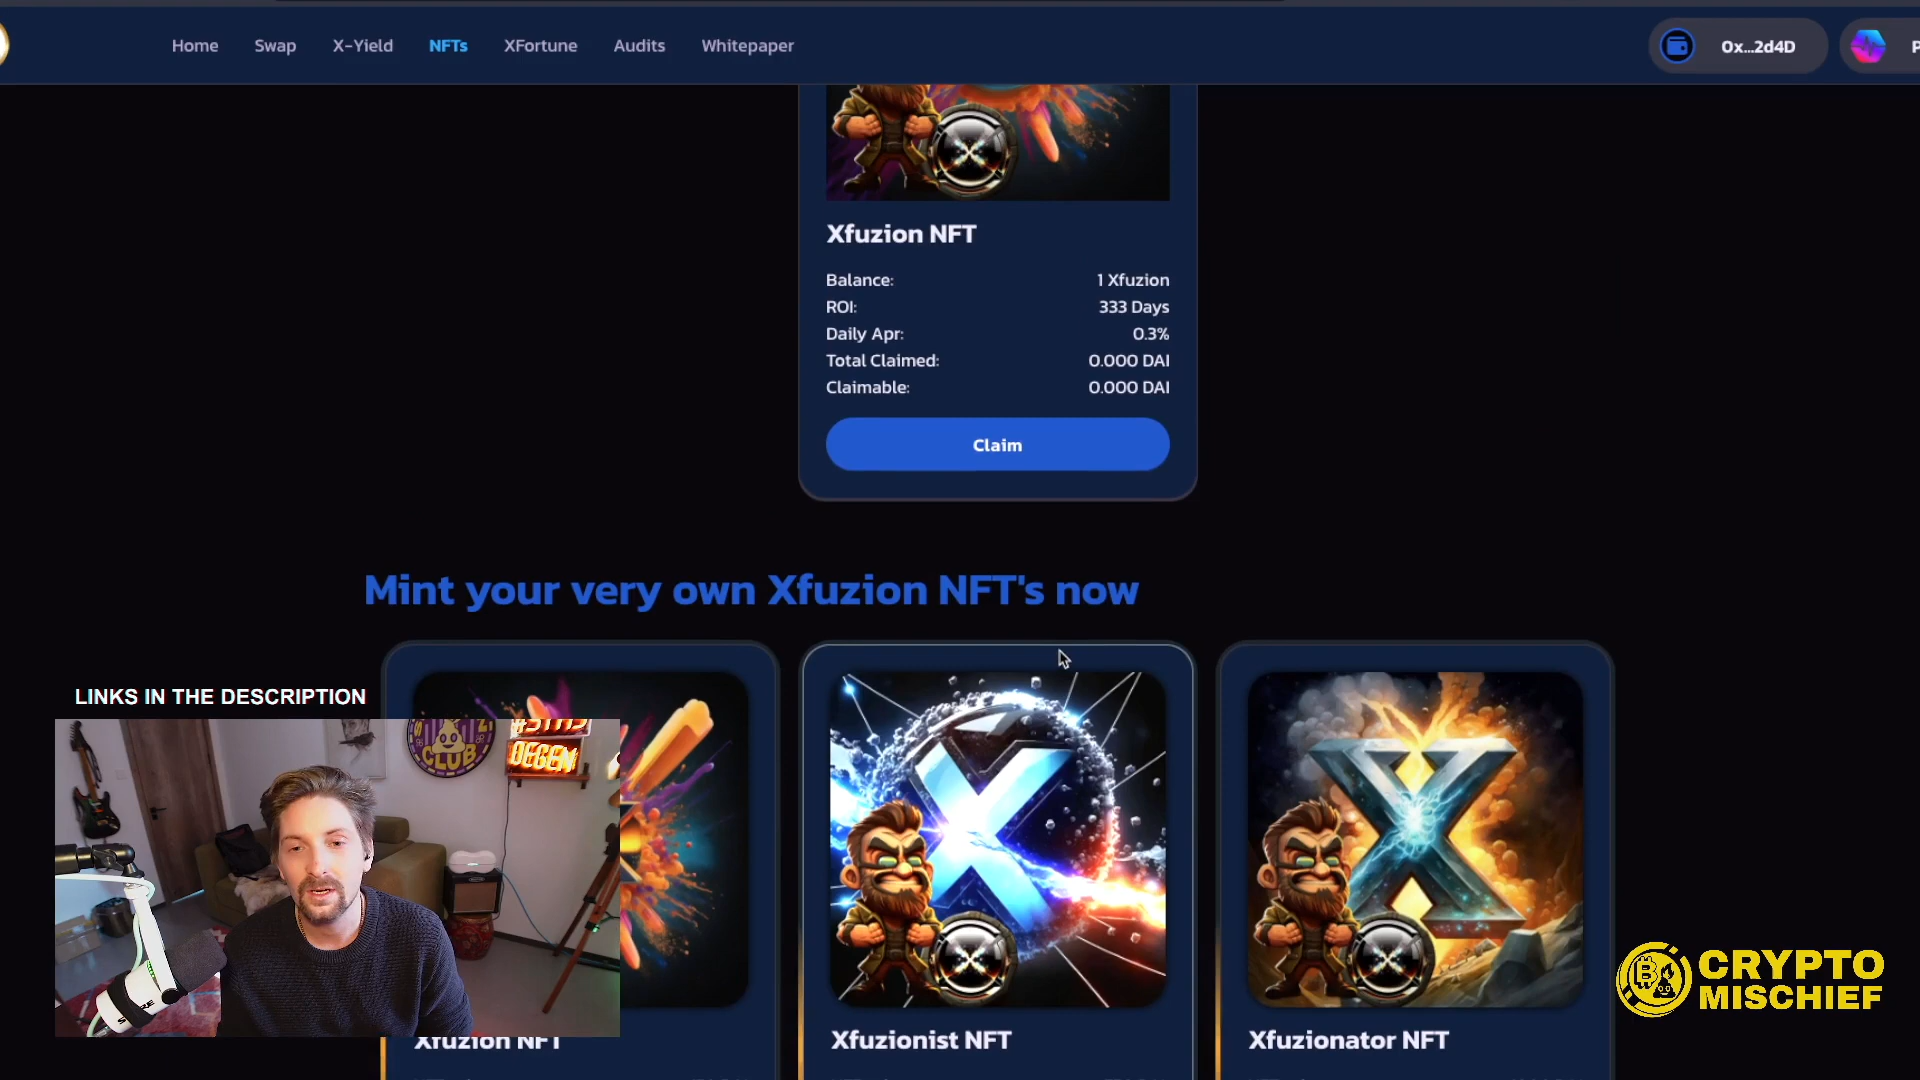 Home Swap X-Yield NFTs XFortune Audits Whitepaper 0x...2d4D P
Xfuzion NFT
Balance: 1 Xfuzion
ROI: 333 Days
Daily Apr: 0.3%
Total Claimed: 0.000 DAI
Claimable: 0.000 DAI
Claim
Mint your very own Xfuzion NFT's now
LINKS IN THE DESCRIPTION
CLUB
DEGEN
CRYPTO
MISCHIEF
Xfuzion NFT
Xfuzionist NFT
Xfuzionator NFT